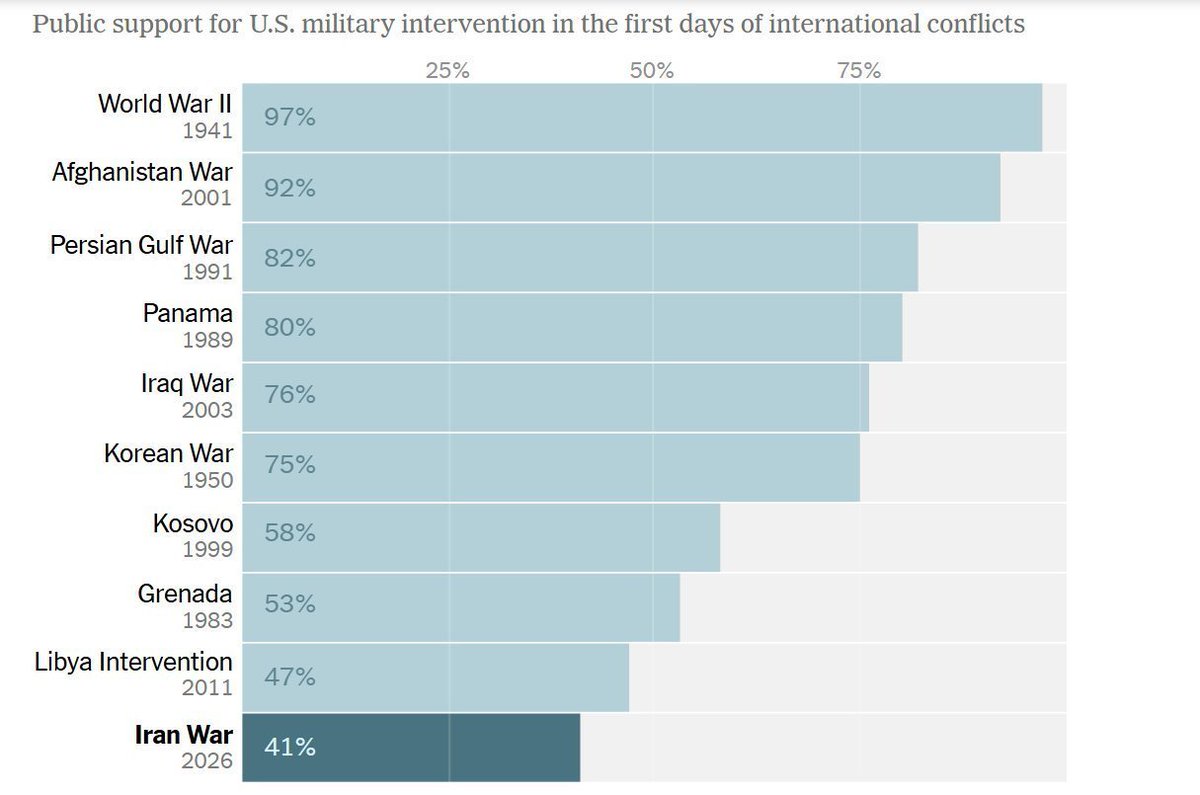 Public support for U.S. military intervention in the first days of international conflicts
25% 50% 75%
World War II
1941
97%
Afghanistan War
2001
92%
Persian Gulf War
1991
82%
Panama
1989
80%
Iraq War
2003
76%
Korean War
1950
75%
Kosovo
1999
58%
Grenada
1983
53%
Libya Intervention
2011
47%
Iran War
2026
41%